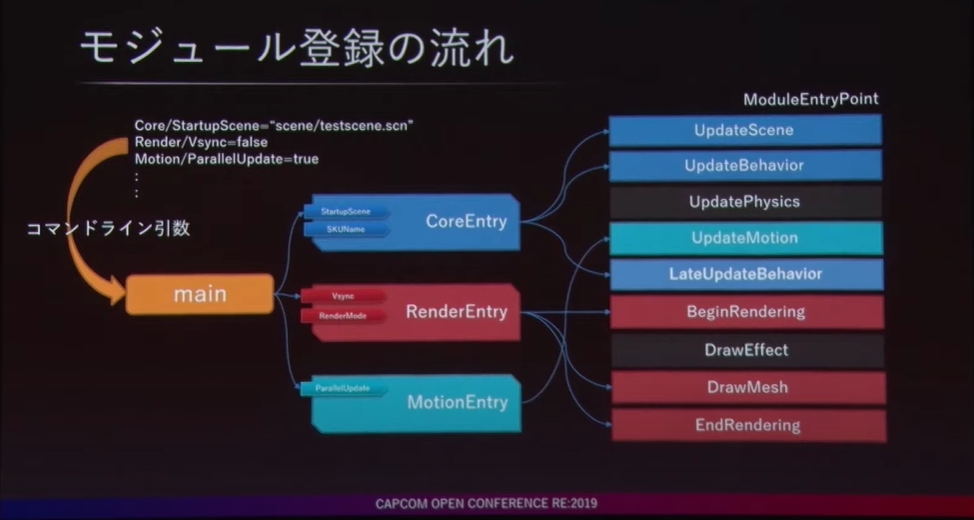 モジュール登録の流れ
ModuleEntryPoint
Core/StartupScene="scene/testscene.scn"
Render/Vsync=false
Motion/ParallelUpdate=true
:
:
コマンドライン引数
main
StartupScene
SKUName
CoreEntry
Vsync
RenderMode
RenderEntry
ParallelUpdate
MotionEntry
UpdateScene
UpdateBehavior
UpdatePhysics
UpdateMotion
LateUpdateBehavior
BeginRendering
DrawEffect
DrawMesh
EndRendering
CAPCOM OPEN CONFERENCE RE:2019